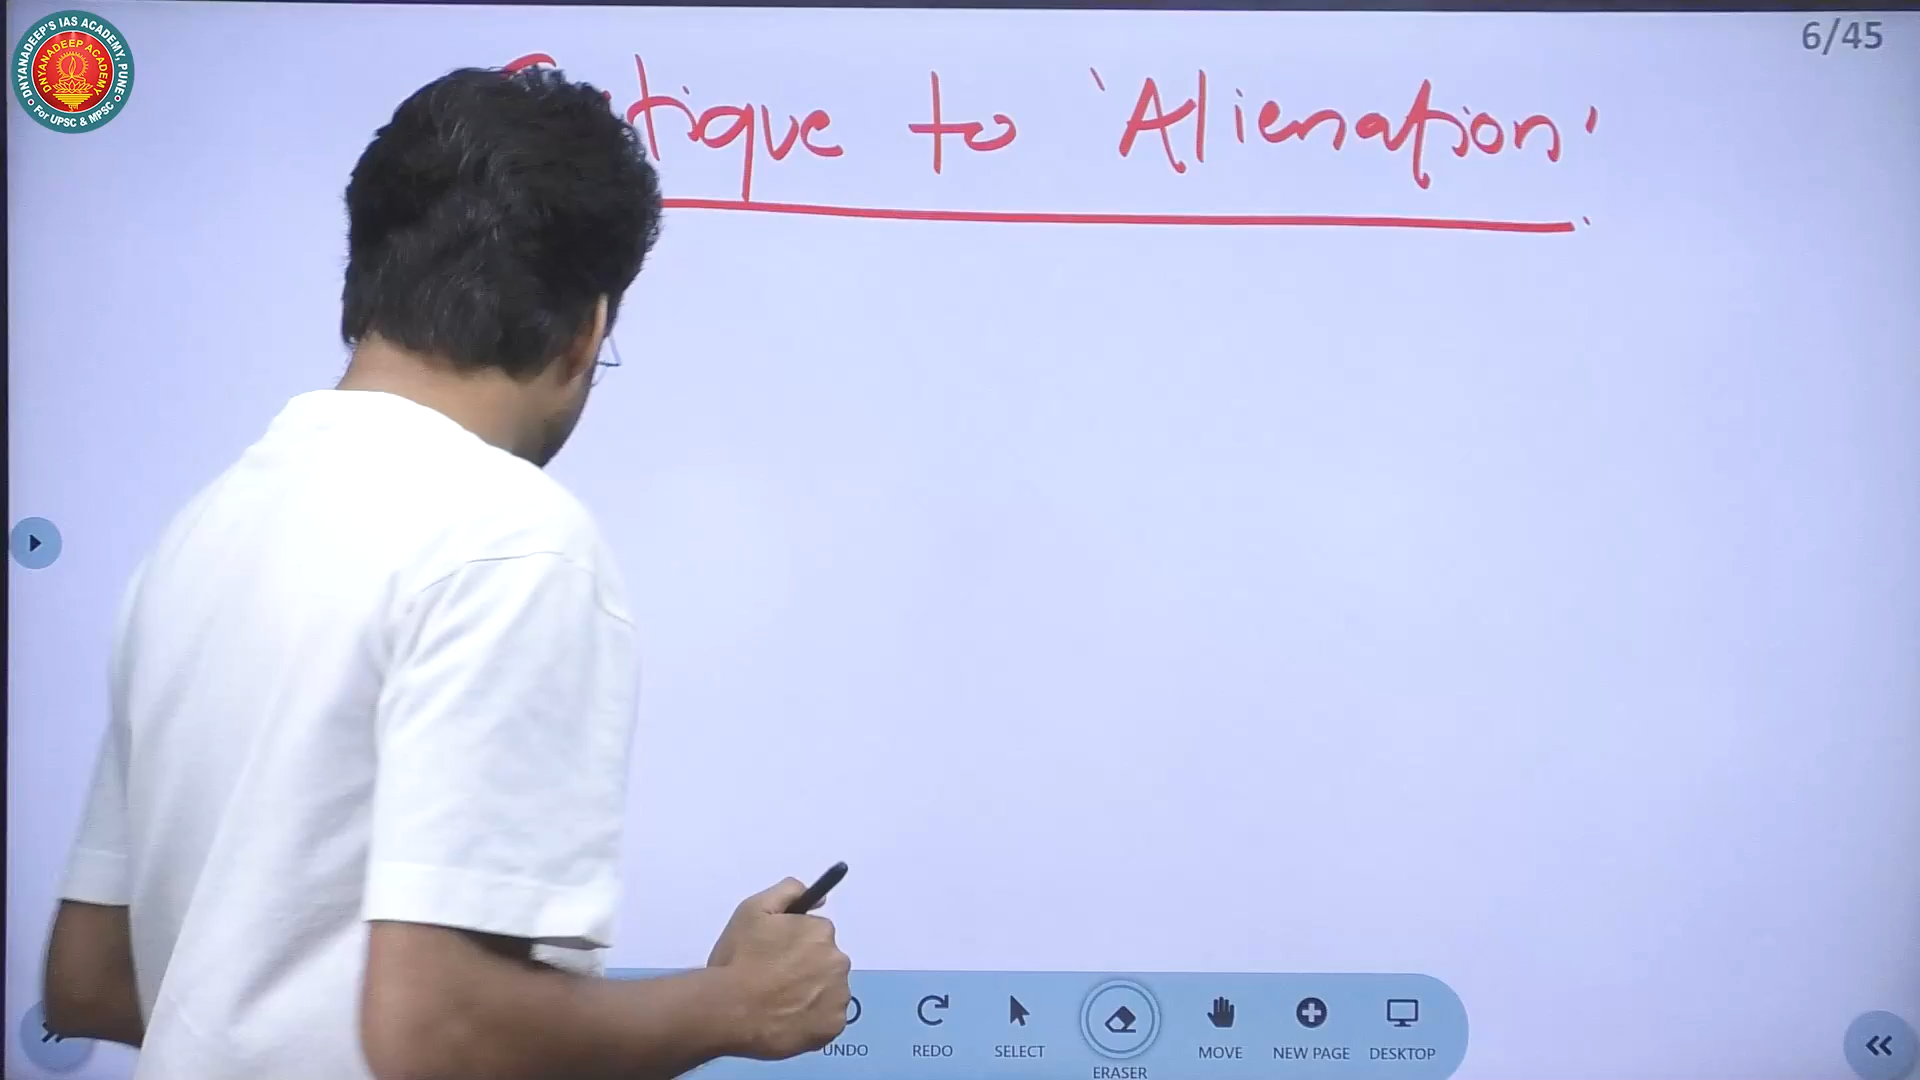 DNYANADEEP'S IAS ACADEMY, PUNE
DNYANADEEP ACADEMY
For UPSC & MPSC
6/45
tique to 'Alienation'
UNDO
REDO
SELECT
ERASER
MOVE
NEW PAGE
DESKTOP